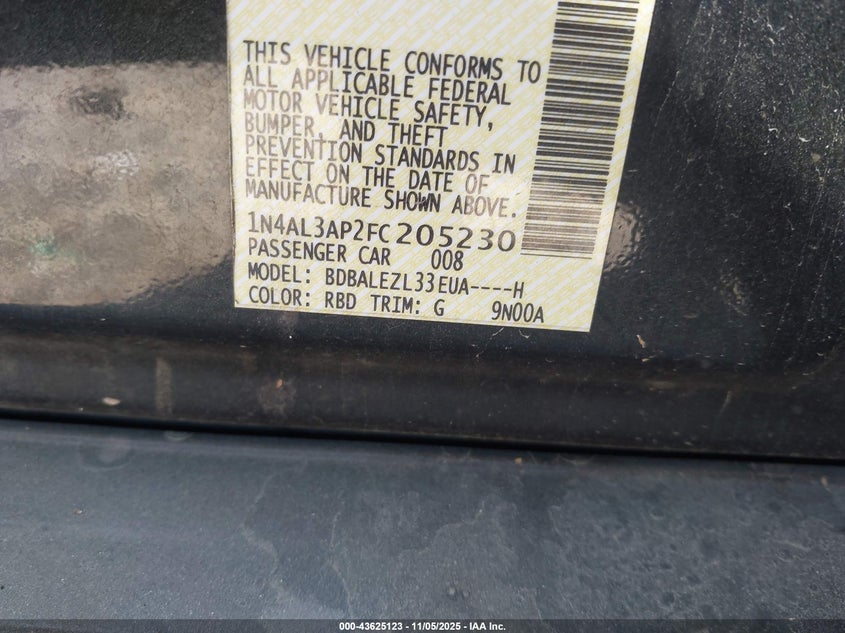 THIS VEHICLE CONFORMS TO
ALL APPLICABLE FEDERAL
MOTOR VEHICLE SAFETY,
BUMPER, AND THEFT
PREVENTION STANDARDS IN
EFFECT ON THE DATE OF
MANUFACTURE SHOWN ABOVE.
1N4AL3AP2FC205230
PASSENGER CAR 008
MODEL: BDBALEZL33EUA----H
COLOR: RBD TRIM: G 9N00A
000-43625123 - 11/05/2025 - IAA Inc.